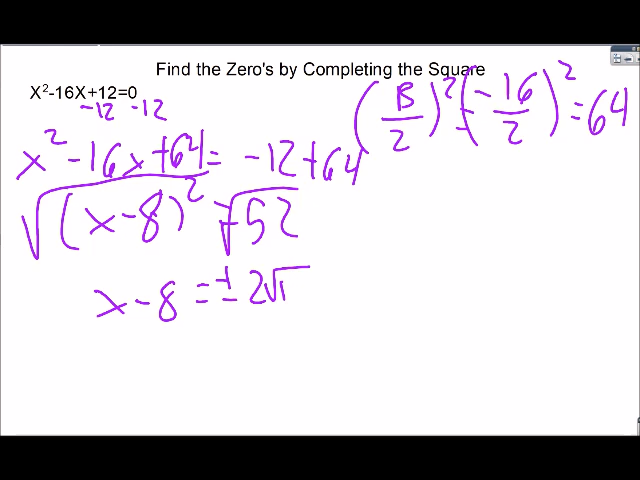 Find the Zero's by Completing the Square
X²-16X+12=0
-12 -12
(B/2)² = (-16/2)² = 64
x² -16x +64 = -12 +64
√(x-8)² = √52
x-8 = ± 2√1